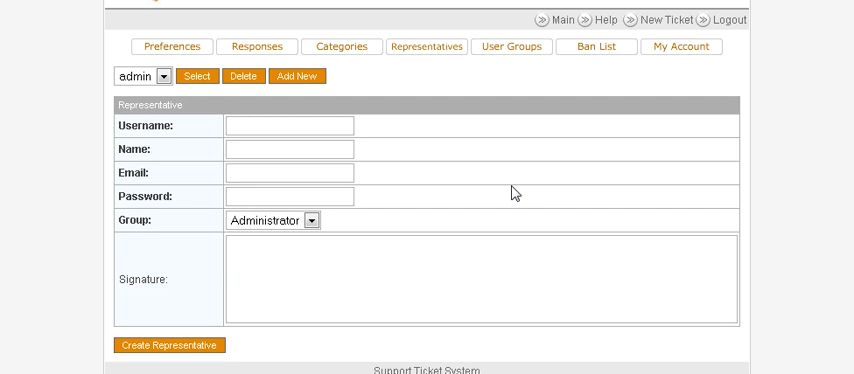 Main Help New Ticket Logout
Preferences Responses Categories Representatives User Groups Ban List My Account
admin Select Delete Add New
Representative
Username:
Name:
Email:
Password:
Group: Administrator
Signature:
Create Representative
Support Ticket System